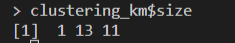 > clustering_km$size
[1]  1 13 11